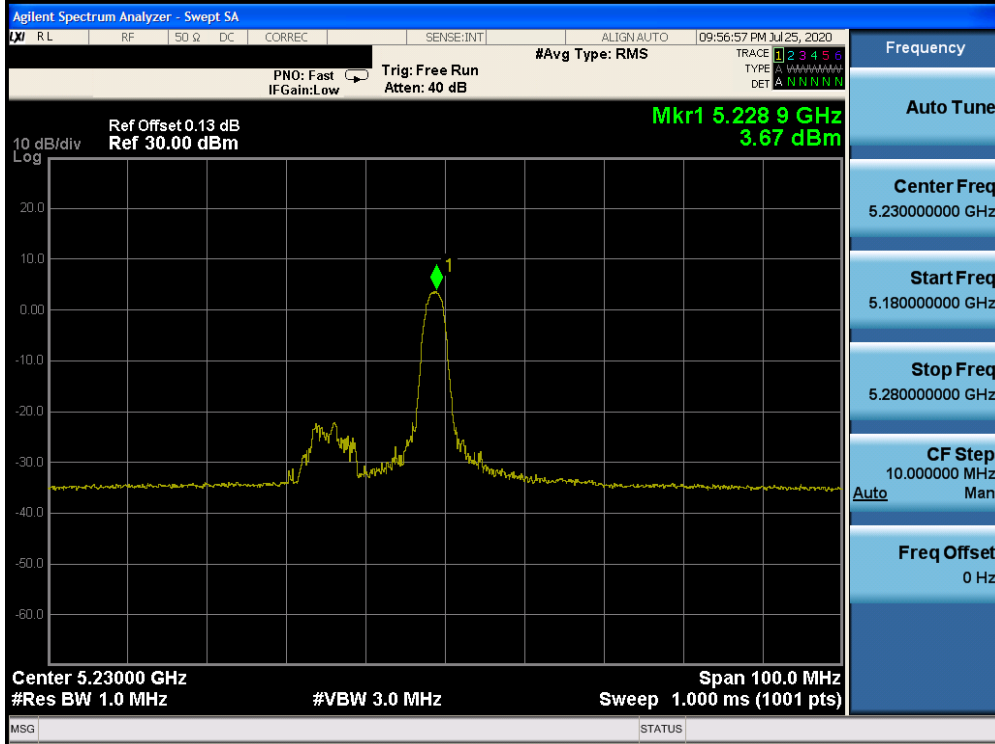 Agilent Spectrum Analyzer - Swept SA
LXI RL RF 50 Ω DC CORREC SENSE:INT ALIGN AUTO 09:56:57 PM Jul 25, 2020
Frequency
#Avg Type: RMS
TRACE 1 2 3 4 5 6
PNO: Fast Trig: Free Run
TYPE A WWWWW
IFGain:Low Atten: 40 dB
DET A N N N N N
Auto Tune
Mkr1 5.228 9 GHz
Ref Offset 0.13 dB
3.67 dBm
10 dB/div Ref 30.00 dBm
Log
Center Freq
5.230000000 GHz
20.0
10.0
1
Start Freq
5.180000000 GHz
0.00
-10.0
Stop Freq
5.280000000 GHz
-20.0
-30.0
CF Step
10.000000 MHz
Auto Man
-40.0
-50.0
Freq Offset
0 Hz
-60.0
Center 5.23000 GHz Span 100.0 MHz
#Res BW 1.0 MHz #VBW 3.0 MHz Sweep 1.000 ms (1001 pts)
MSG STATUS